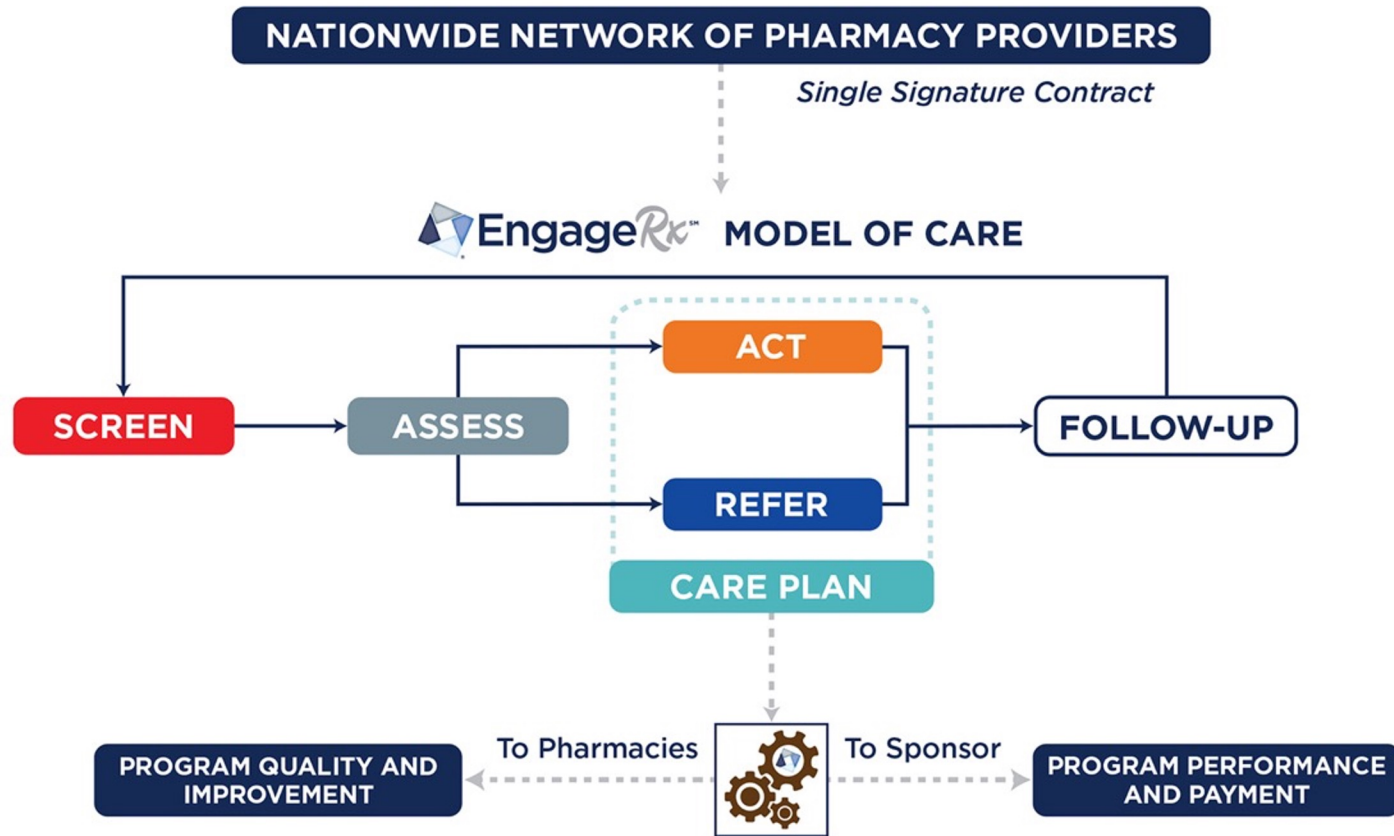 NATIONWIDE NETWORK OF PHARMACY PROVIDERS
Single Signature Contract
EngageRx℠ MODEL OF CARE
ACT
SCREEN
ASSESS
FOLLOW-UP
REFER
CARE PLAN
To Pharmacies
To Sponsor
PROGRAM QUALITY AND
IMPROVEMENT
PROGRAM PERFORMANCE
AND PAYMENT